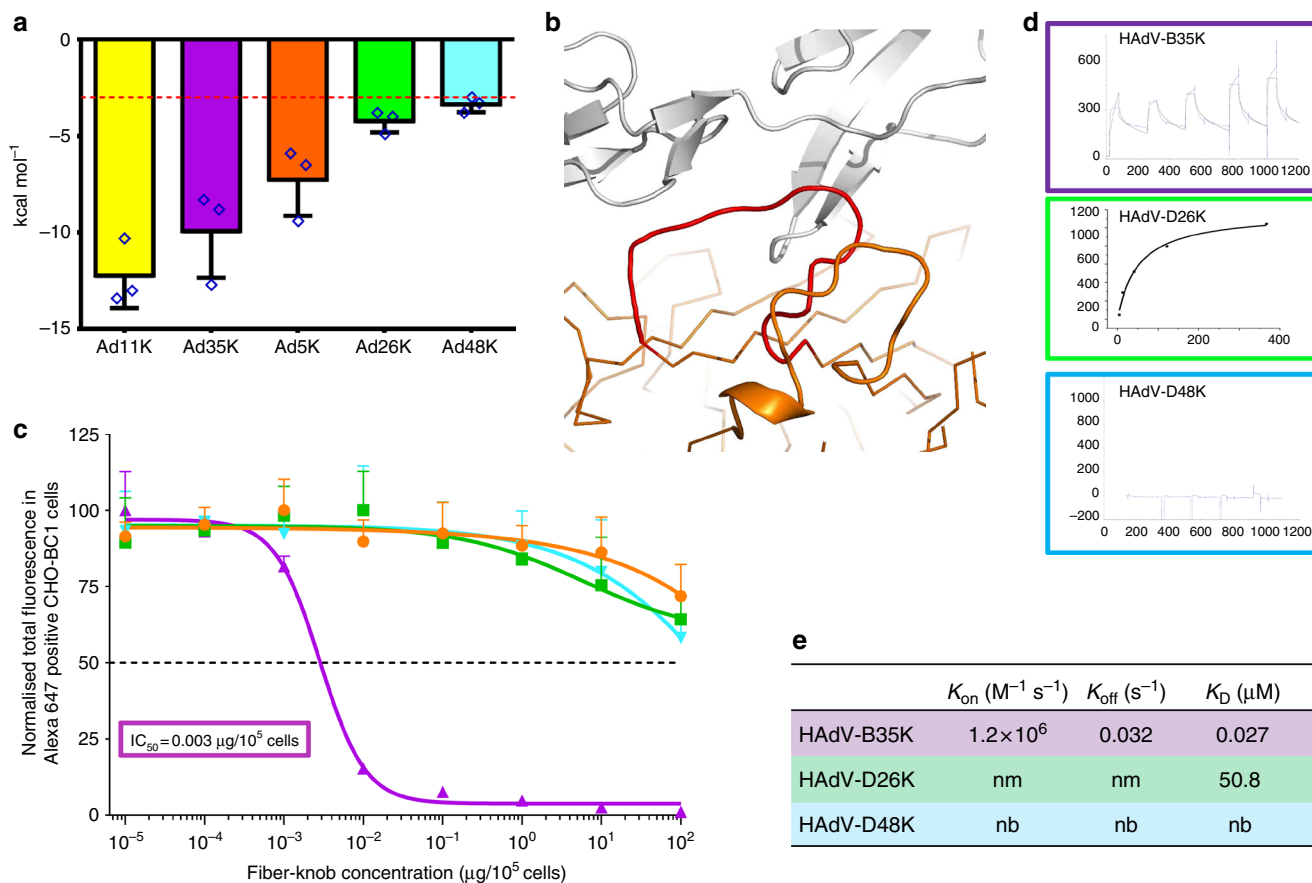 a
0
−5
−10
−15
kcal mol⁻¹
Ad11K Ad35K Ad5K Ad26K Ad48K
b
c
125
100
75
50
25
0
Normalised total fluorescence in
Alexa 647 positive CHO-BC1 cells
IC₅₀ = 0.003 μg/10⁵ cells
10⁻⁵ 10⁻⁴ 10⁻³ 10⁻² 10⁻¹ 10⁰ 10¹ 10²
Fiber-knob concentration (μg/10⁵ cells)
d
HAdV-B35K
600
300
0
0 200 400 600 800 1000 1200
HAdV-D26K
1200
1000
800
600
400
200
0
0 200 400
HAdV-D48K
1000
800
600
400
200
0
−200
0 200 400 600 800 1000 1200
e
K_on (M⁻¹ s⁻¹) K_off (s⁻¹) K_D (μM)
HAdV-B35K 1.2×10⁶ 0.032 0.027
HAdV-D26K nm nm 50.8
HAdV-D48K nb nb nb